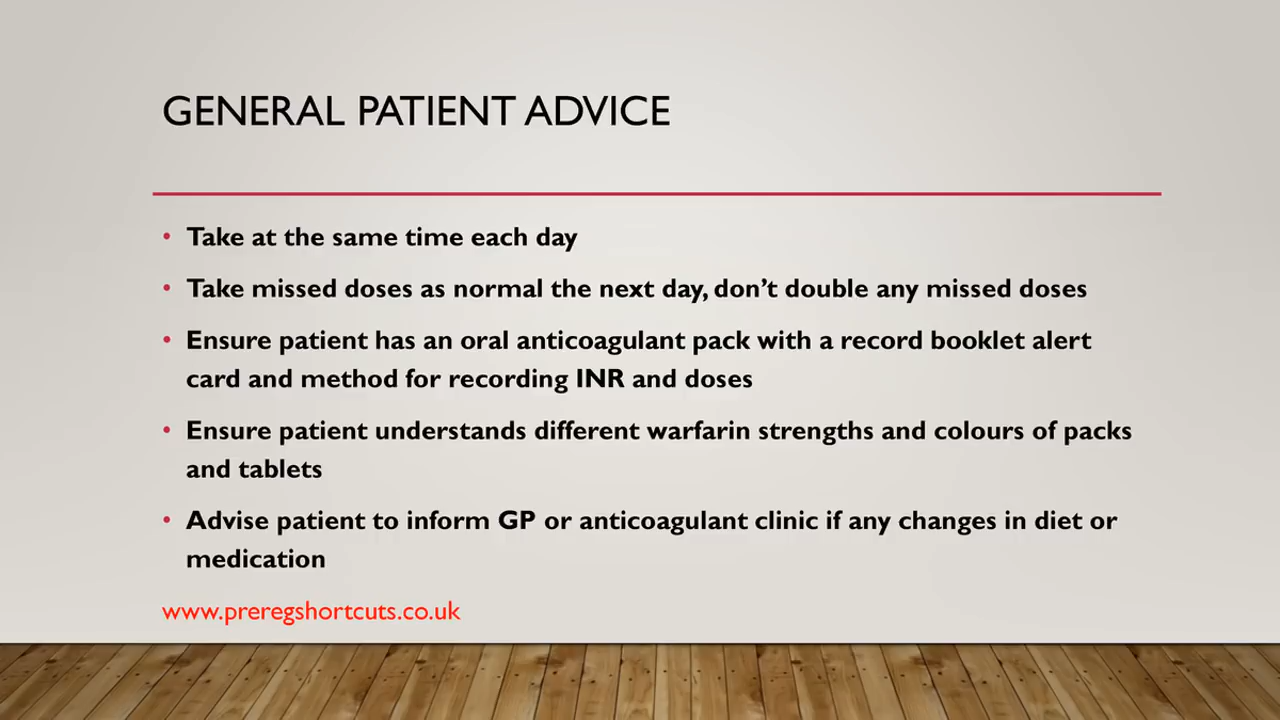 GENERAL PATIENT ADVICE
• Take at the same time each day
• Take missed doses as normal the next day, don't double any missed doses
• Ensure patient has an oral anticoagulant pack with a record booklet alert
card and method for recording INR and doses
• Ensure patient understands different warfarin strengths and colours of packs
and tablets
• Advise patient to inform GP or anticoagulant clinic if any changes in diet or
medication
www.preregshortcuts.co.uk